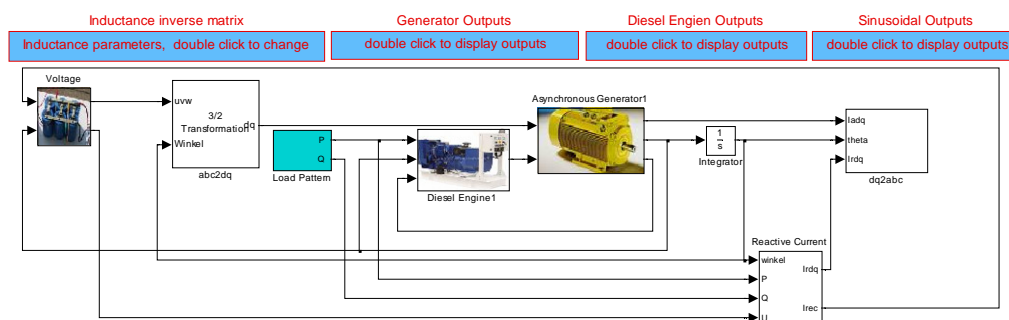 Inductance inverse matrix
Generator Outputs
Diesel Engien Outputs
Sinusoidal Outputs
Inductance parameters, double click to change
double click to display outputs
double click to display outputs
double click to display outputs
Voltage
uvw
3/2
Transformation
dq
Winkel
abc2dq
P
Q
Load Pattern
Diesel Engine1
Asynchronous Generator1
1
s
Integrator
Iadq
theta
Irdq
dq2abc
Reactive Current
winkel
P
Q
U
Irdq
Irec